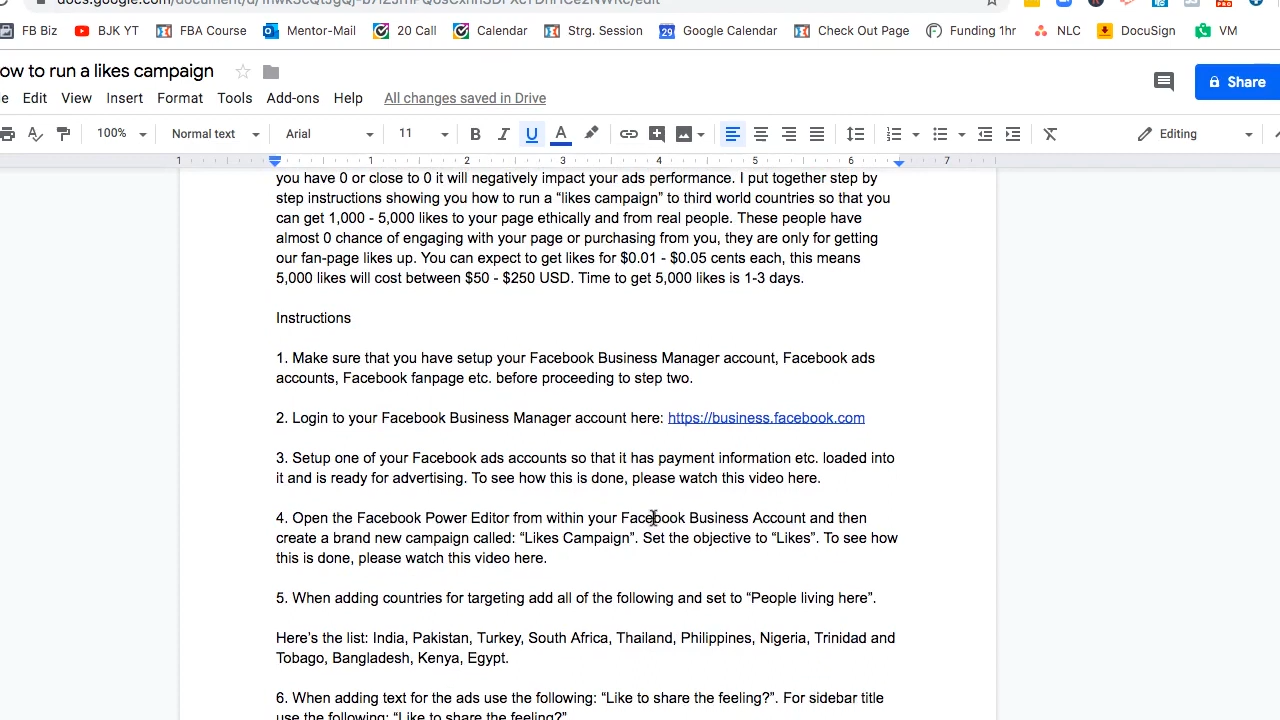 FB Biz BJK YT FBA Course Mentor-Mail 20 Call Calendar Strg. Session Google Calendar Check Out Page Funding 1hr NLC DocuSign VM
ow to run a likes campaign
Share
e Edit View Insert Format Tools Add-ons Help All changes saved in Drive
100% Normal text Arial 11 B I U A Editing
1 1 2 3 4 5 6 7
you have 0 or close to 0 it will negatively impact your ads performance. I put together step by
step instructions showing you how to run a “likes campaign” to third world countries so that you
can get 1,000 - 5,000 likes to your page ethically and from real people. These people have
almost 0 chance of engaging with your page or purchasing from you, they are only for getting
our fan-page likes up. You can expect to get likes for $0.01 - $0.05 cents each, this means
5,000 likes will cost between $50 - $250 USD. Time to get 5,000 likes is 1-3 days.
Instructions
1. Make sure that you have setup your Facebook Business Manager account, Facebook ads
accounts, Facebook fanpage etc. before proceeding to step two.
2. Login to your Facebook Business Manager account here: https://business.facebook.com
3. Setup one of your Facebook ads accounts so that it has payment information etc. loaded into
it and is ready for advertising. To see how this is done, please watch this video here.
4. Open the Facebook Power Editor from within your Facebook Business Account and then
create a brand new campaign called: “Likes Campaign”. Set the objective to “Likes”. To see how
this is done, please watch this video here.
5. When adding countries for targeting add all of the following and set to “People living here”.
Here’s the list: India, Pakistan, Turkey, South Africa, Thailand, Philippines, Nigeria, Trinidad and
Tobago, Bangladesh, Kenya, Egypt.
6. When adding text for the ads use the following: “Like to share the feeling?”. For sidebar title
use the following: “Like to share the feeling?”